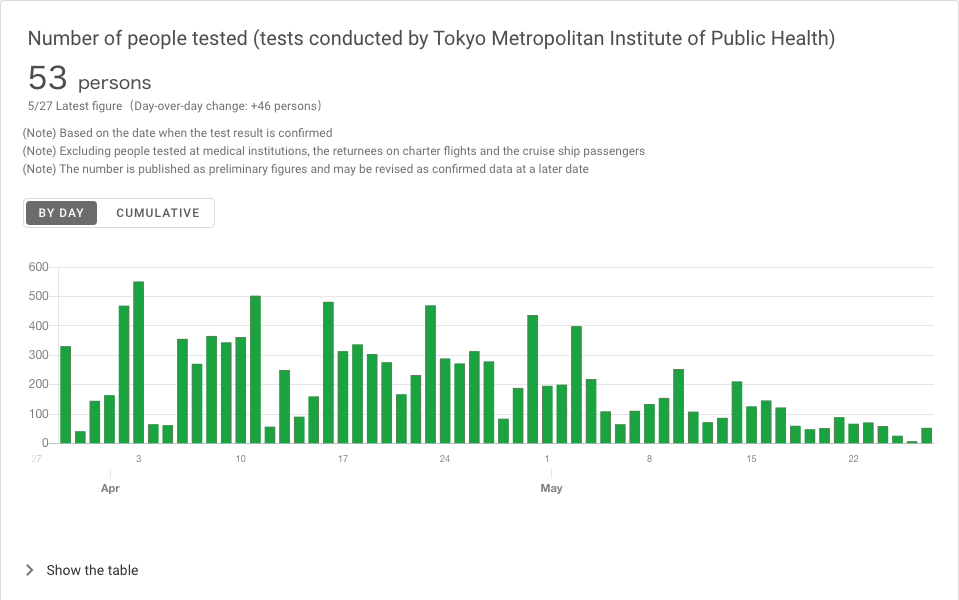 Number of people tested (tests conducted by Tokyo Metropolitan Institute of Public Health)
53 persons
5/27 Latest figure（Day-over-day change: +46 persons）
(Note) Based on the date when the test result is confirmed
(Note) Excluding people tested at medical institutions, the returnees on charter flights and the cruise ship passengers
(Note) The number is published as preliminary figures and may be revised as confirmed data at a later date
BY DAY CUMULATIVE
600
500
400
300
200
100
0
27 3 10 17 24 1 8 15 22
Apr May
Show the table